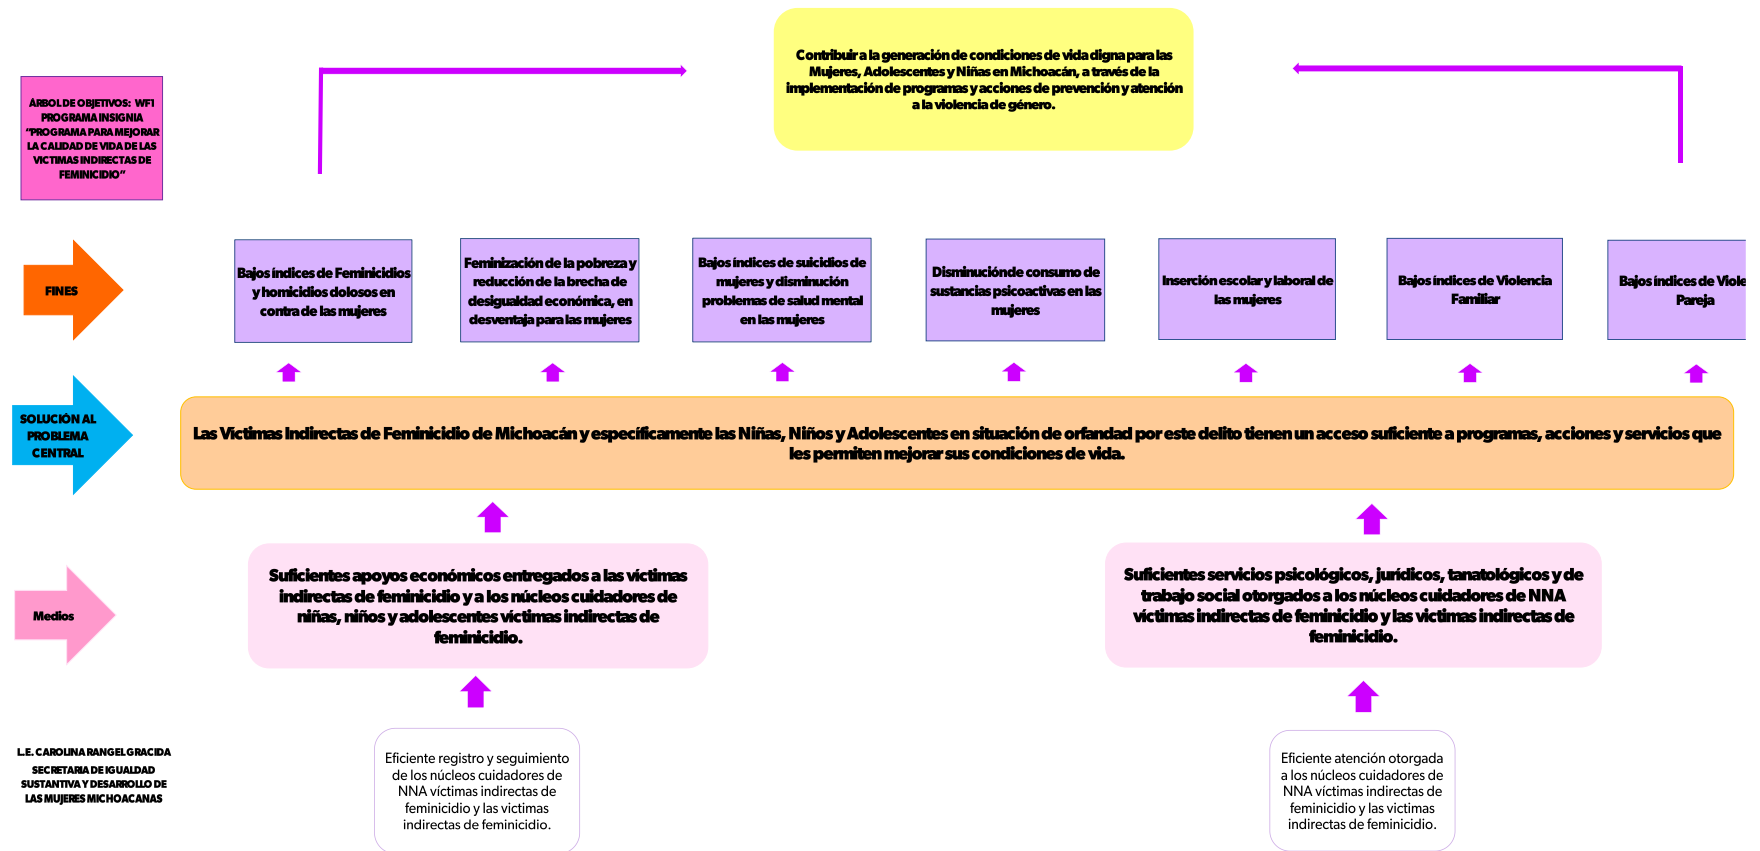 Contribuir a la generación de condiciones de vida digna para las
Mujeres, Adolescentes y Niñas en Michoacán, a través de la
implementación de programas y acciones de prevención y atención
a la violencia de género.
ÁRBOL DE OBJETIVOS: WF1
PROGRAMA INSIGNIA
“PROGRAMA PARA MEJORAR
LA CALIDAD DE VIDA DE LAS
VICTIMAS INDIRECTAS DE
FEMINICIDIO”
FINES
Bajos índices de Feminicidios
y homicidios dolosos en
contra de las mujeres
Feminización de la pobreza y
reducción de la brecha de
desigualdad económica, en
desventaja para las mujeres
Bajos índices de suicidios de
mujeres y disminución
problemas de salud mental
en las mujeres
Disminución de consumo de
sustancias psicoactivas en las
mujeres
Inserción escolar y laboral de
las mujeres
Bajos índices de Violencia
Familiar
Bajos índices de
Pareja
SOLUCIÓN AL
PROBLEMA
CENTRAL
Las Víctimas Indirectas de Feminicidio de Michoacán y específicamente las Niñas, Niños y Adolescentes en situación de orfandad por este delito tienen un acceso suficiente a programas, acciones y servicios que
les permiten mejorar sus condiciones de vida.
Medios
Suficientes apoyos económicos entregados a las víctimas
indirectas de feminicidio y a los núcleos cuidadores de
niñas, niños y adolescentes víctimas indirectas de
feminicidio.
Suficientes servicios psicológicos, jurídicos, tanatológicos y de
trabajo social otorgados a los núcleos cuidadores de NNA
víctimas indirectas de feminicidio y las victimas indirectas de
feminicidio.
L.E. CAROLINA RANGEL GRACIDA
SECRETARIA DE IGUALDAD
SUSTANTIVA Y DESARROLLO DE
LAS MUJERES MICHOACANAS
Eficiente registro y seguimiento
de los núcleos cuidadores de
NNA víctimas indirectas de
feminicidio y las victimas
indirectas de feminicidio.
Eficiente atención otorgada
a los núcleos cuidadores de
NNA víctimas indirectas de
feminicidio y las victimas
indirectas de feminicidio.